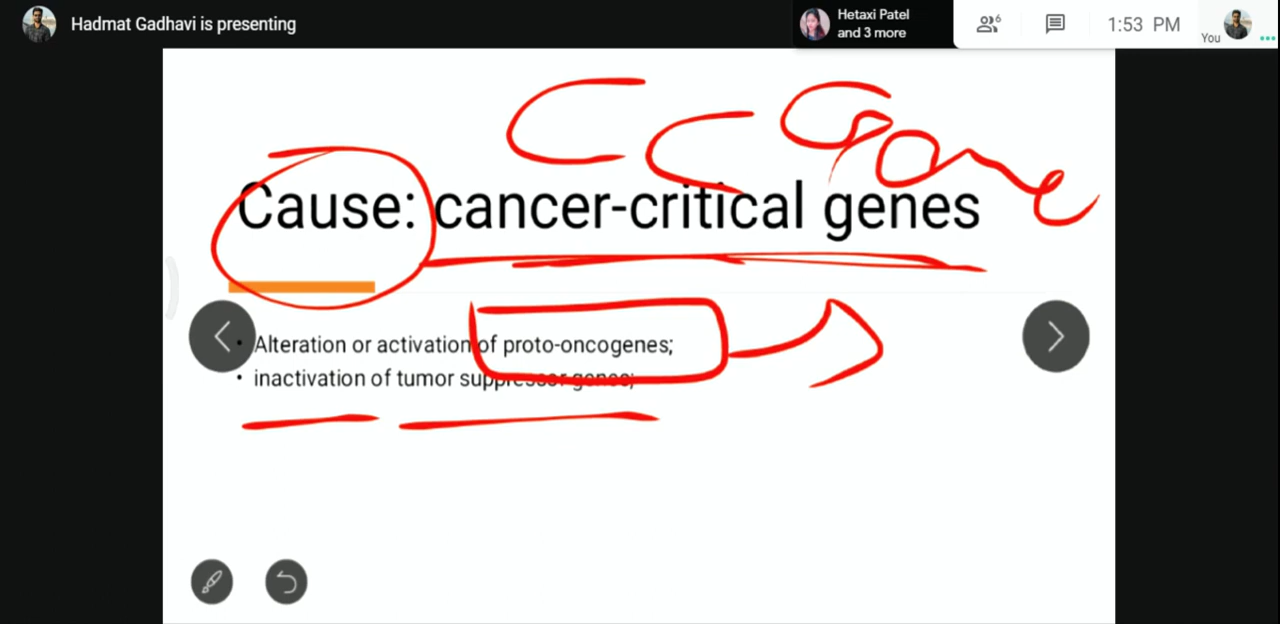 Hadmat Gadhavi is presenting
Hetaxi Patel
and 3 more
6
1:53 PM
You
CC Gene
Cause: cancer-critical genes
• Alteration or activation of proto-oncogenes;
• inactivation of tumor suppressor genes;